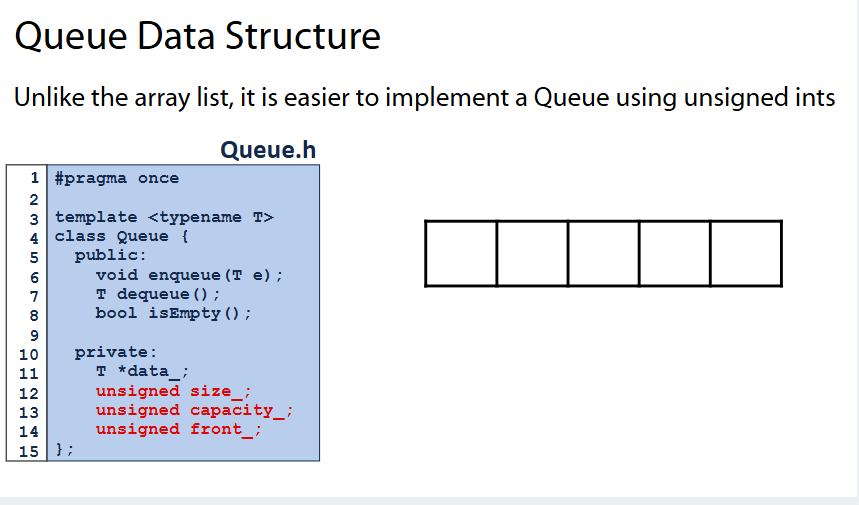 Queue Data Structure
Unlike the array list, it is easier to implement a Queue using unsigned ints
Queue.h
1 #pragma once
2
3 template <typename T>
4 class Queue {
5   public:
6     void enqueue(T e);
7     T dequeue();
8     bool isEmpty();
9
10   private:
11     T *data_;
12     unsigned size_;
13     unsigned capacity_;
14     unsigned front_;
15 };